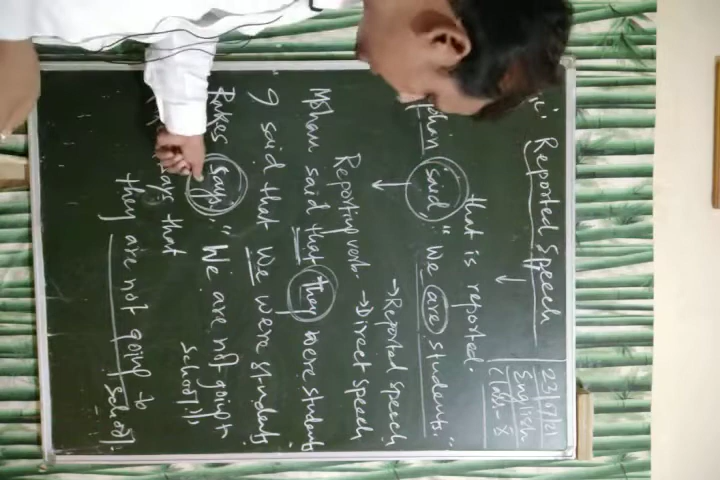 23/07/21
English
Class - 8
Reported Speech
that is reported.
said, "We are students."
→Reported speech
Reporting verb. →Direct speech
Mohan said that they were students
I said that We were students
Rakes says, "We are not going to
school."
says that
they are not going to school.